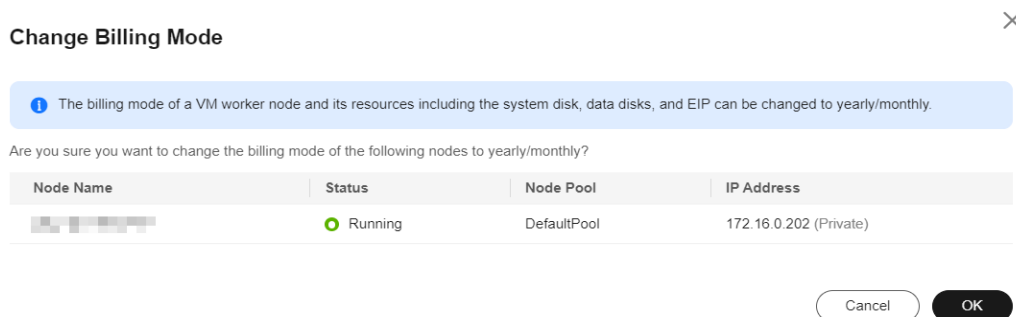 Change Billing Mode
The billing mode of a VM worker node and its resources including the system disk, data disks, and EIP can be changed to yearly/monthly.
Are you sure you want to change the billing mode of the following nodes to yearly/monthly?
Node Name Status Node Pool IP Address
Running DefaultPool 172.16.0.202 (Private)
Cancel OK